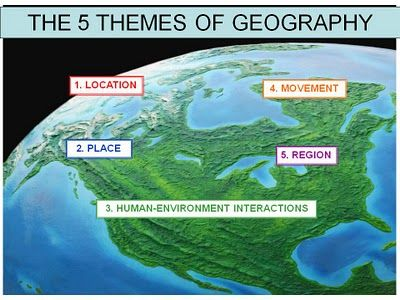 THE 5 THEMES OF GEOGRAPHY
1. LOCATION
2. PLACE
3. HUMAN-ENVIRONMENT INTERACTIONS
4. MOVEMENT
5. REGION